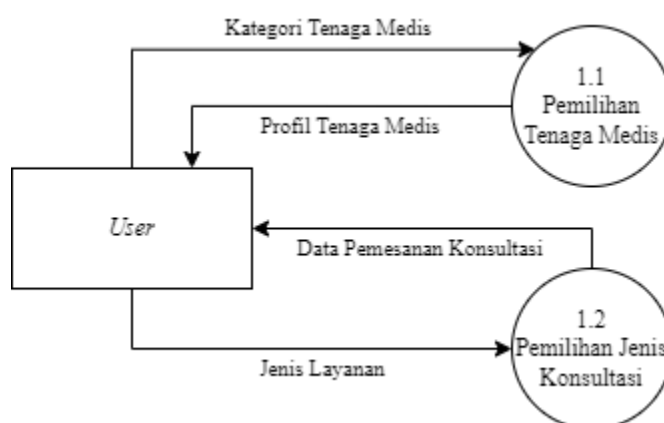 Kategori Tenaga Medis
1.1
Pemilihan
Tenaga Medis
Profil Tenaga Medis
User
Data Pemesanan Konsultasi
1.2
Pemilihan Jenis
Konsultasi
Jenis Layanan